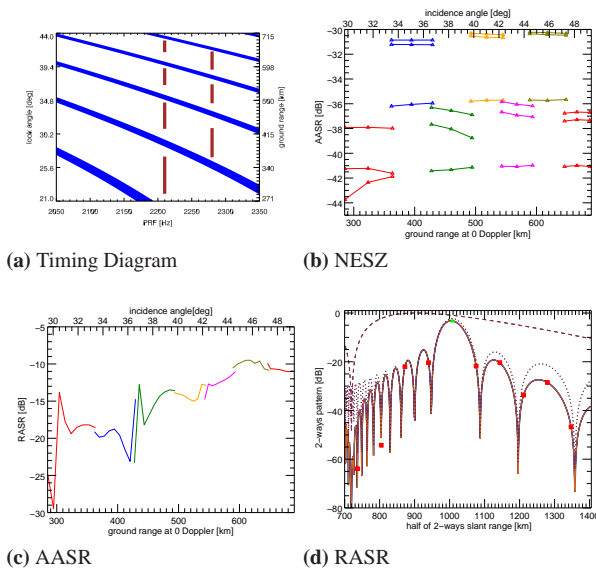 44.0
39.4
34.8
30.2
25.6
21.0
look angle [deg]
715
598
500
415
340
271
ground range [km]
2050 2100 2150 2200 2250 2300 2350
PRF [Hz]
(a) Timing Diagram
incidence angle [deg]
30 32 34 36 38 40 42 44 46 48
-30
-32
-34
-36
-38
-40
-42
-44
AASR [dB]
300 400 500 600
ground range at 0 Doppler [km]
(b) NESZ
incidence angle[deg]
30 32 34 36 38 40 42 44 46 48
-5
-10
-15
-20
-25
-30
RASR [dB]
300 400 500 600
ground range at 0 Doppler [km]
(c) AASR
0
-20
-40
-60
-80
2-ways pattern [dB]
700 800 900 1000 1100 1200 1300 1400
half of 2-ways slant range [km]
(d) RASR